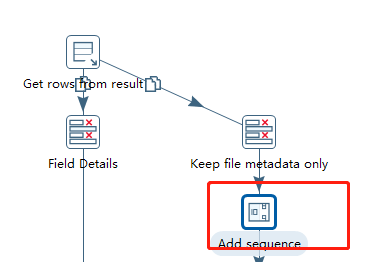 Get rows from result
Field Details
Keep file metadata only
Add sequence